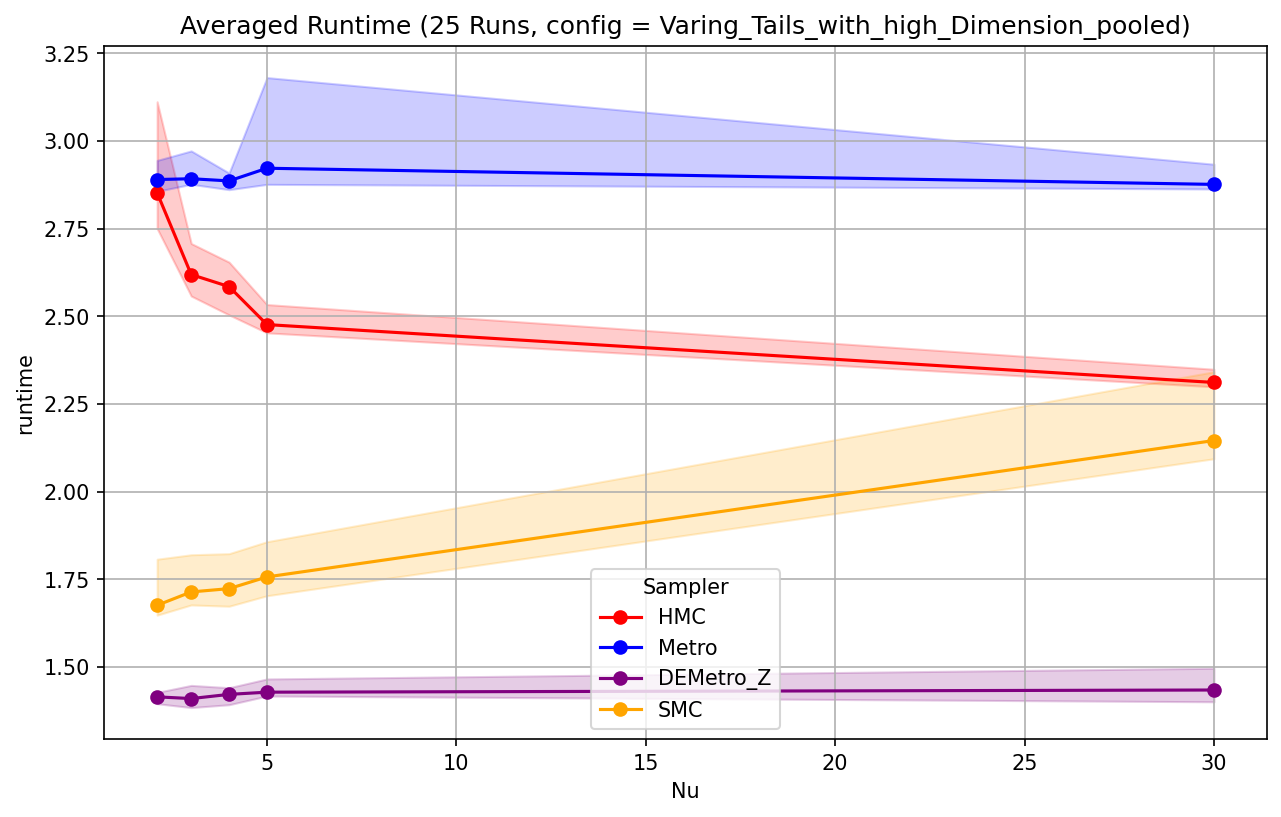 Averaged Runtime (25 Runs, config = Varing_Tails_with_high_Dimension_pooled)
3.25
3.00
2.75
2.50
2.25
2.00
1.75
1.50
runtime
Sampler
HMC
Metro
DEMetro_Z
SMC
5
10
15
20
25
30
Nu